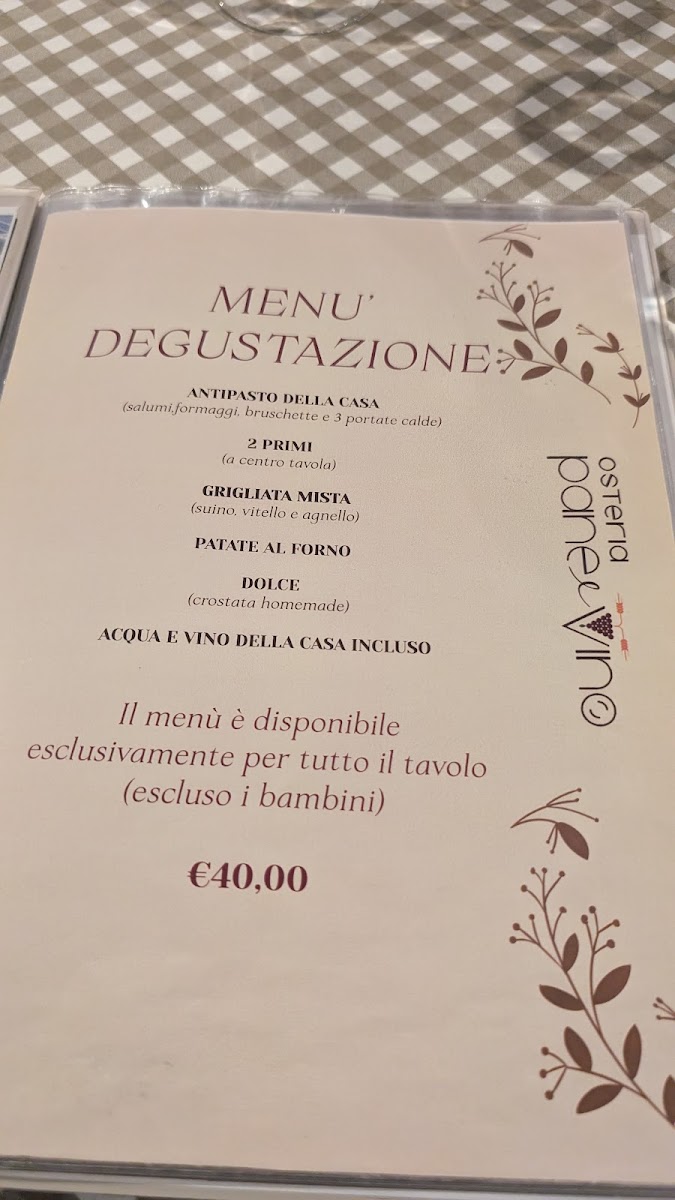 MENU'
DEGUSTAZIONE
ANTIPASTO DELLA CASA
(salumi,formaggi, bruschette e 3 portate calde)
2 PRIMI
(a centro tavola)
GRIGLIATA MISTA
(suino, vitello e agnello)
PATATE AL FORNO
DOLCE
(crostata homemade)
ACQUA E VINO DELLA CASA INCLUSO
Il menù è disponibile
esclusivamente per tutto il tavolo
(escluso i bambini)
€40,00
osteria
pane e vino